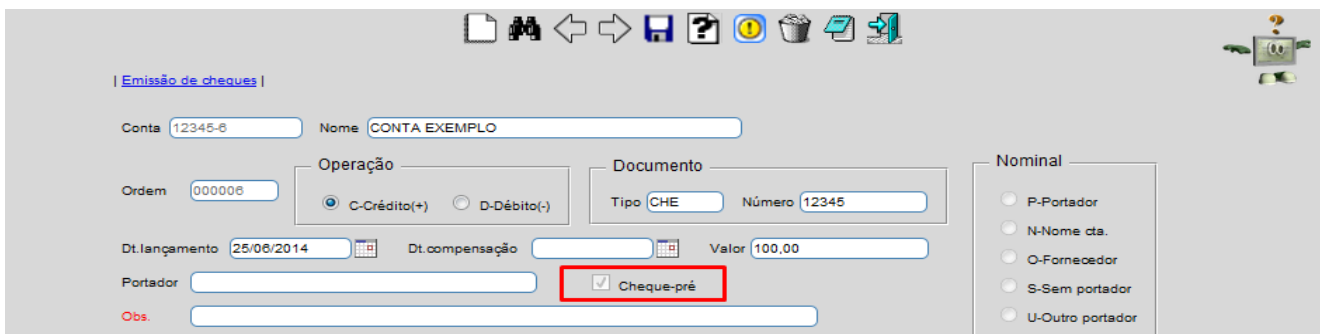 | Emissão de cheques |
Conta 12345-6 Nome CONTA EXEMPLO
Operação Documento Nominal
Ordem 000006 C-Crédito(+) D-Débito(-) Tipo CHE Número 12345 P-Portador
N-Nome cta.
Dt.lançamento 25/06/2014 Dt.compensação Valor 100,00
O-Fornecedor
Portador Cheque-pré S-Sem portador
Obs. U-Outro portador